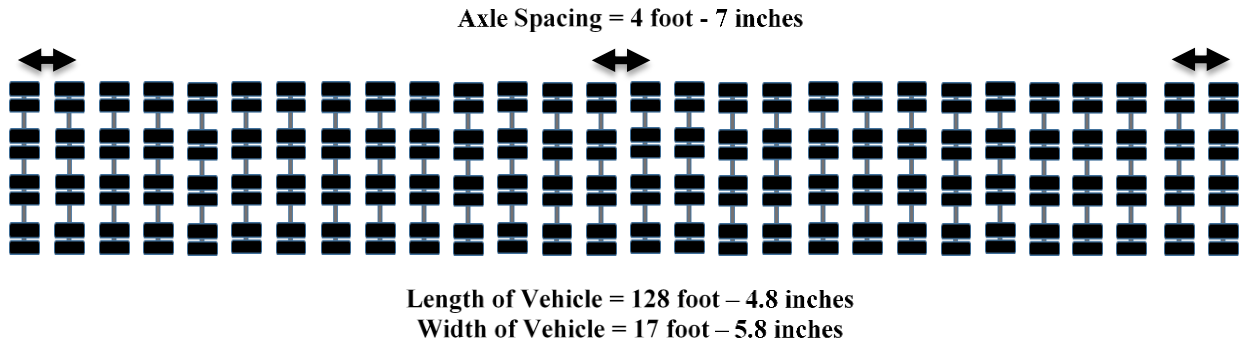 Axle Spacing = 4 foot - 7 inches
Length of Vehicle = 128 foot – 4.8 inches
Width of Vehicle = 17 foot – 5.8 inches